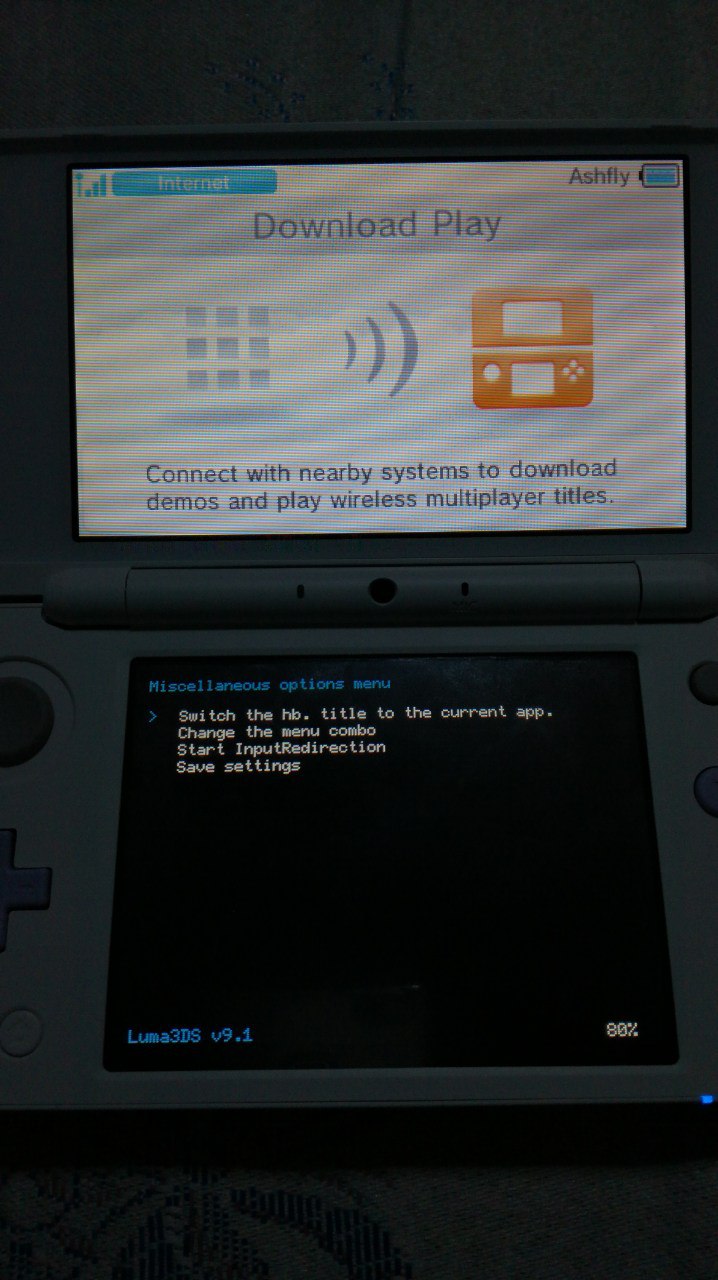 Internet
Ashfly
Download Play
Connect with nearby systems to download
demos and play wireless multiplayer titles.
Miscellaneous options menu
> Switch the hb. title to the current app.
Change the menu combo
Start InputRedirection
Save settings
Luma3DS v9.1
80%